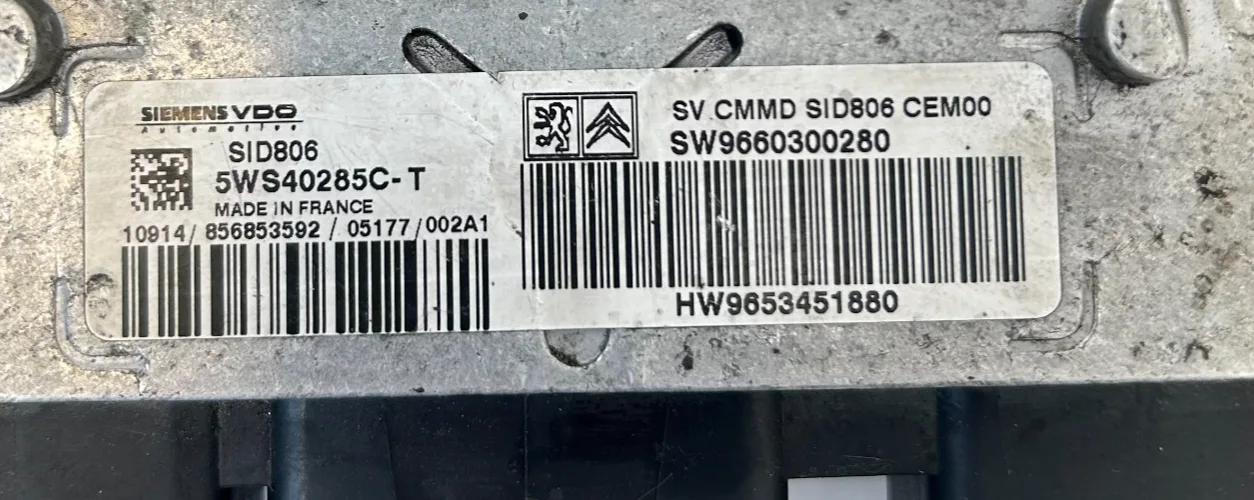 SIEMENS VDO
Automotive
SID806
5WS40285C-T
MADE IN FRANCE
10914/ 856853592 / 05177/002A1
SV CMMD SID806 CEM00
SW9660300280
HW9653451880